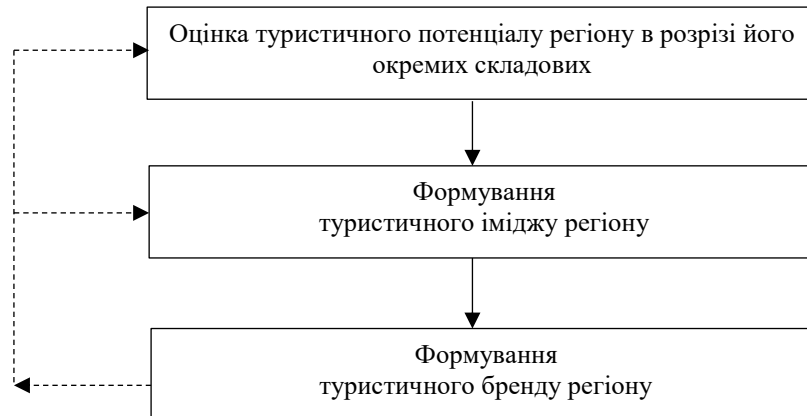 Оцінка туристичного потенціалу регіону в розрізі його
окремих складових
Формування
туристичного іміджу регіону
Формування
туристичного бренду регіону